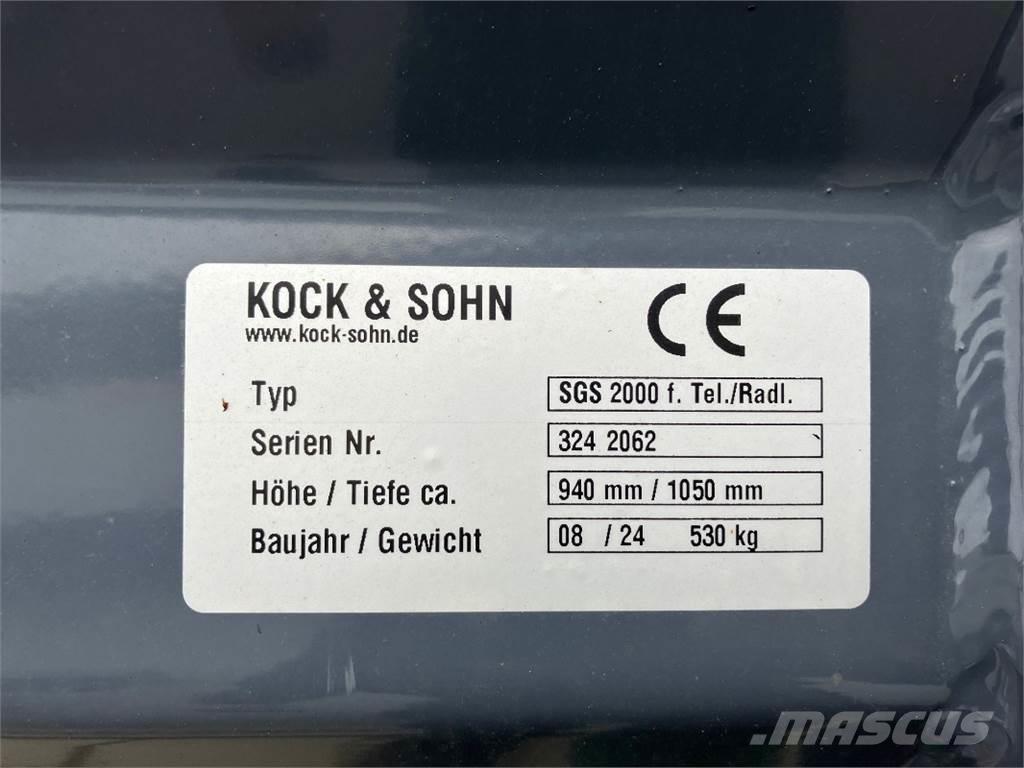 KOCK & SOHN
www.kock-sohn.de
CE
Typ SGS 2000 f. Tel./Radl.
Serien Nr. 324 2062
Höhe / Tiefe ca. 940 mm / 1050 mm
Baujahr / Gewicht 08 / 24 530 kg
MASCUS